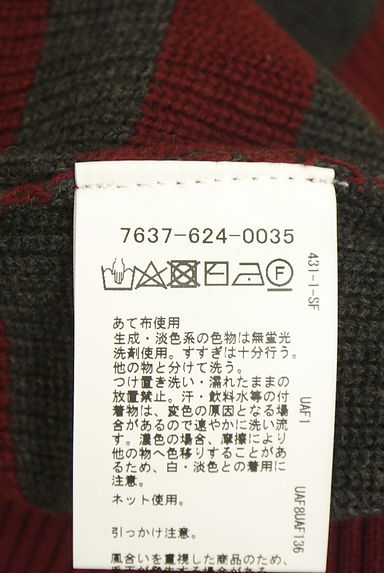 7637-624-0035
あて布使用
生成・淡色系の色物は無蛍光
洗剤使用。すすぎは十分行う。
他の物と分けて洗う。
つけ置き洗い・濡れたままの
放置禁止。汗・飲料水等の付
着物は、変色の原因となる場
合があるので速やかに洗い流
す。濃色の場合、摩擦により
他の物へ色移りすることがあ
るため、白・淡色との着用に
注意。
ネット使用。
引っかけ注意。
風合いを重視した商品のため、
431-1-SF
UAF1
UAF8UAF136
F